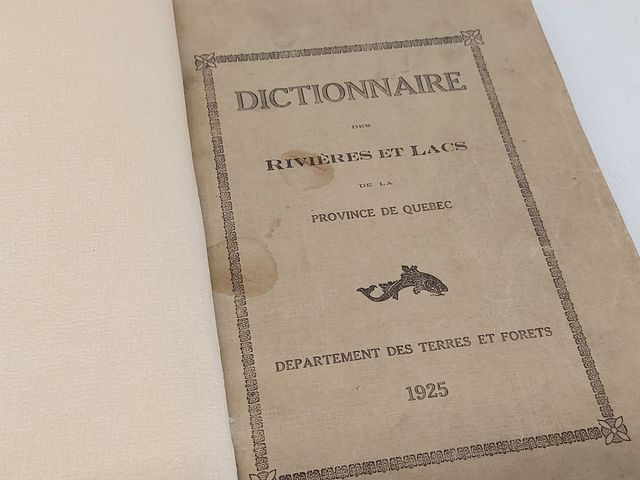 DICTIONNAIRE
DES
RIVIÈRES ET LACS
DE LA
PROVINCE DE QUEBEC
DEPARTEMENT DES TERRES ET FORETS
1925